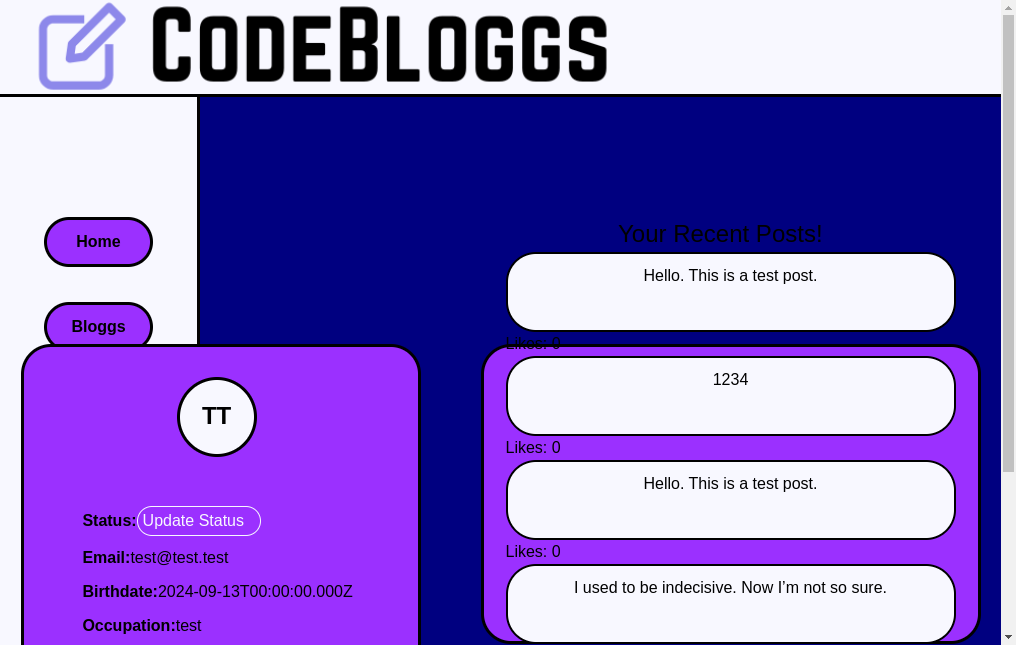 CodeBloggs
Home
Bloggs
TT
Status: Update Status
Email:test@test.test
Birthdate:2024-09-13T00:00:00.000Z
Occupation:test
Your Recent Posts!
Hello. This is a test post.
Likes: 0
1234
Likes: 0
Hello. This is a test post.
Likes: 0
I used to be indecisive. Now I’m not so sure.